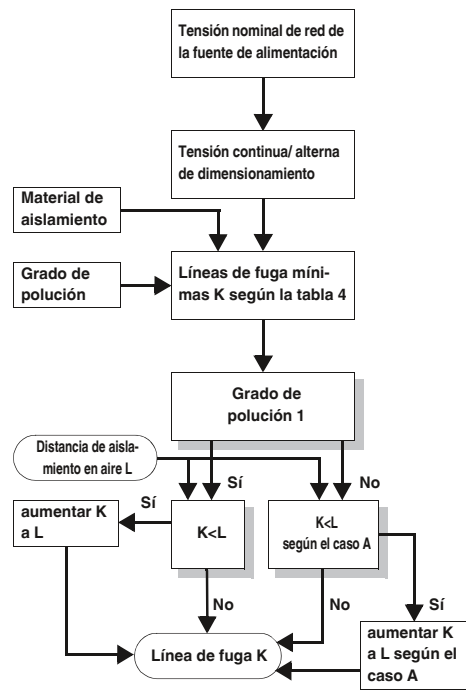 Tensión nominal de red de
la fuente de alimentación
Tensión continua/ alterna
de dimensionamiento
Material de
aislamiento
Grado de
polución
Líneas de fuga míni-
mas K según la tabla 4
Grado de
polución 1
Distancia de aisla-
miento en aire L
Sí
No
aumentar K
a L
Sí
K<L
K<L
según el caso A
No
No
Sí
Línea de fuga K
aumentar K
a L según el
caso A